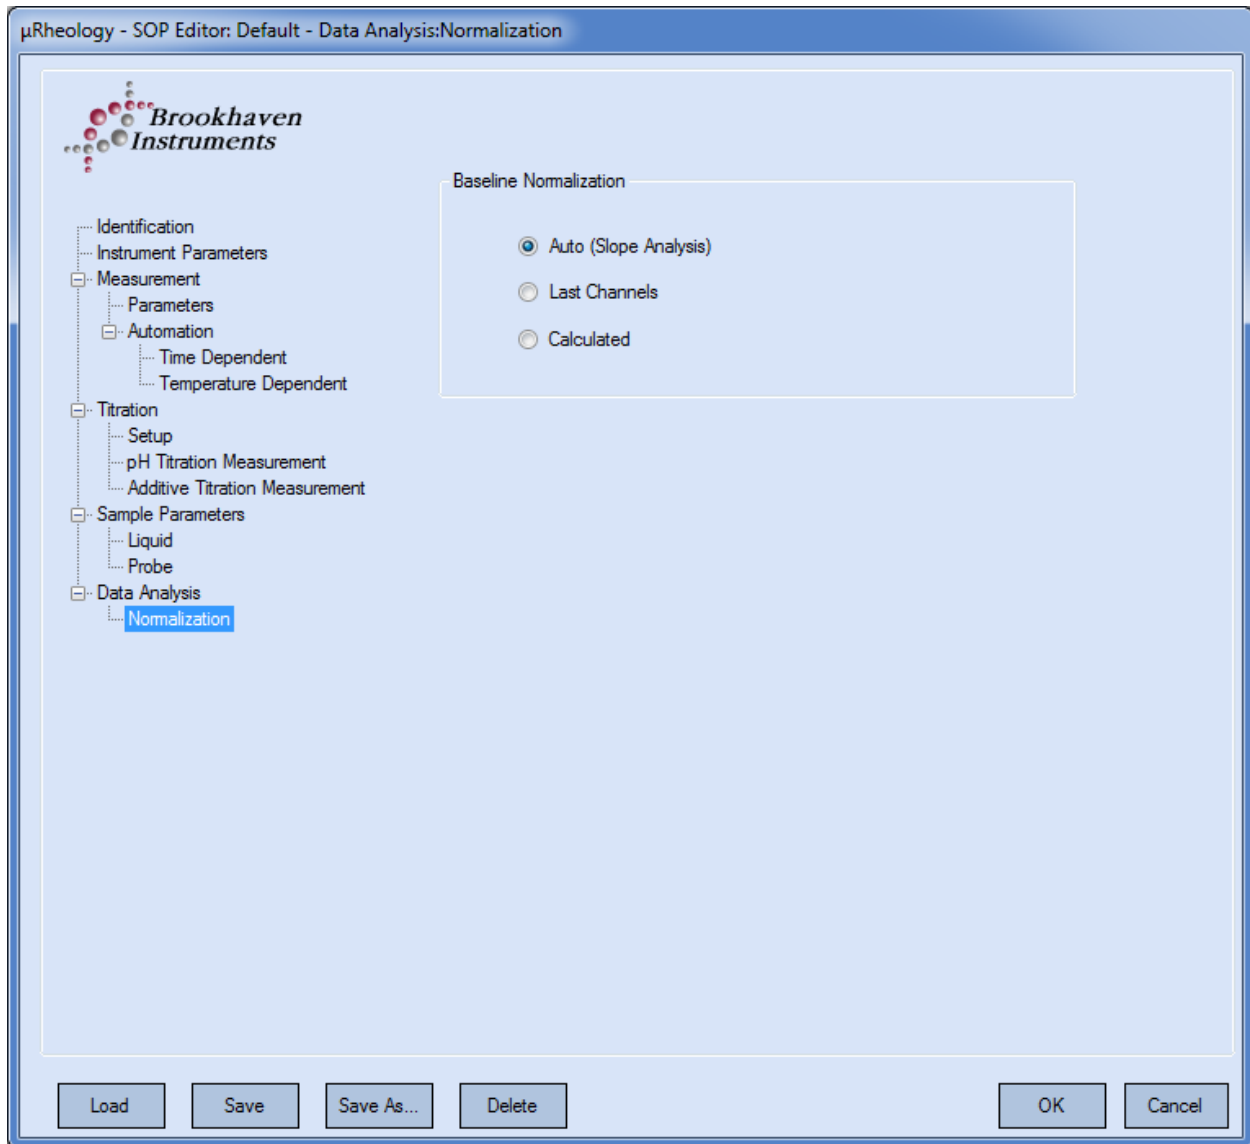 µRheology - SOP Editor: Default - Data Analysis:Normalization
Brookhaven
Instruments
Identification
Instrument Parameters
Measurement
Parameters
Automation
Time Dependent
Temperature Dependent
Titration
Setup
pH Titration Measurement
Additive Titration Measurement
Sample Parameters
Liquid
Probe
Data Analysis
Normalization
Baseline Normalization
Auto (Slope Analysis)
Last Channels
Calculated
Load
Save
Save As...
Delete
OK
Cancel